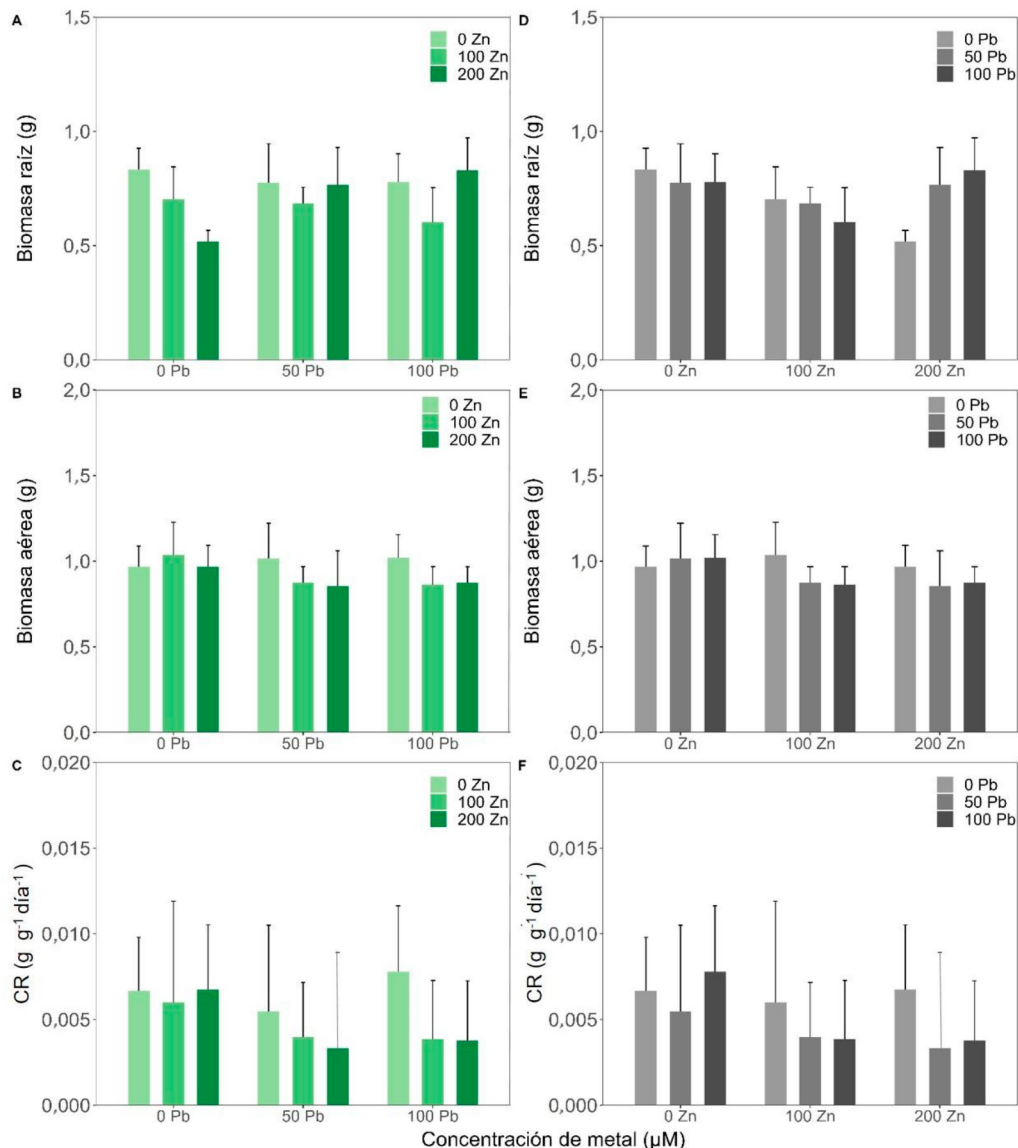 A
1,5
1,0
0,5
0,0
Biomasa raíz (g)
0 Zn
100 Zn
200 Zn
0 Pb 50 Pb 100 Pb
D
1,5
1,0
0,5
0,0
Biomasa raíz (g)
0 Pb
50 Pb
100 Pb
0 Zn 100 Zn 200 Zn
B
2,0
1,5
1,0
0,5
0,0
Biomasa aérea (g)
0 Zn
100 Zn
200 Zn
0 Pb 50 Pb 100 Pb
E
2,0
1,5
1,0
0,5
0,0
Biomasa aérea (g)
0 Pb
50 Pb
100 Pb
0 Zn 100 Zn 200 Zn
C
0,020
0,015
0,010
0,005
0,000
CR (g g⁻¹ día⁻¹)
0 Zn
100 Zn
200 Zn
0 Pb 50 Pb 100 Pb
F
0,020
0,015
0,010
0,005
0,000
CR (g g⁻¹ día⁻¹)
0 Pb
50 Pb
100 Pb
0 Zn 100 Zn 200 Zn
Concentración de metal (µM)